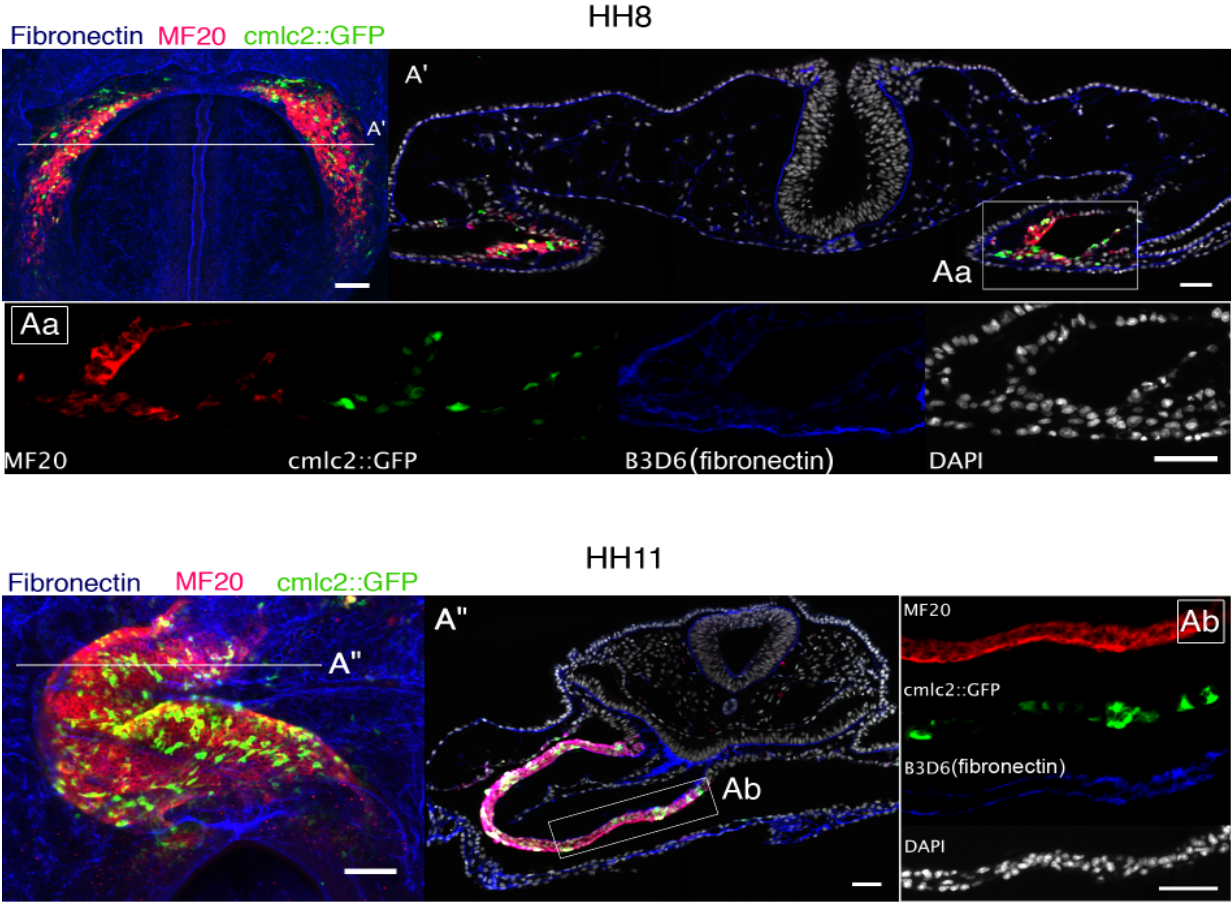 HH8
Fibronectin MF20 cmlc2::GFP
A'
A'
Aa
Aa
MF20 cmlc2::GFP B3D6(fibronectin) DAPI
HH11
Fibronectin MF20 cmlc2::GFP
A"
A"
Ab
MF20
Ab
cmlc2::GFP
B3D6(fibronectin)
DAPI